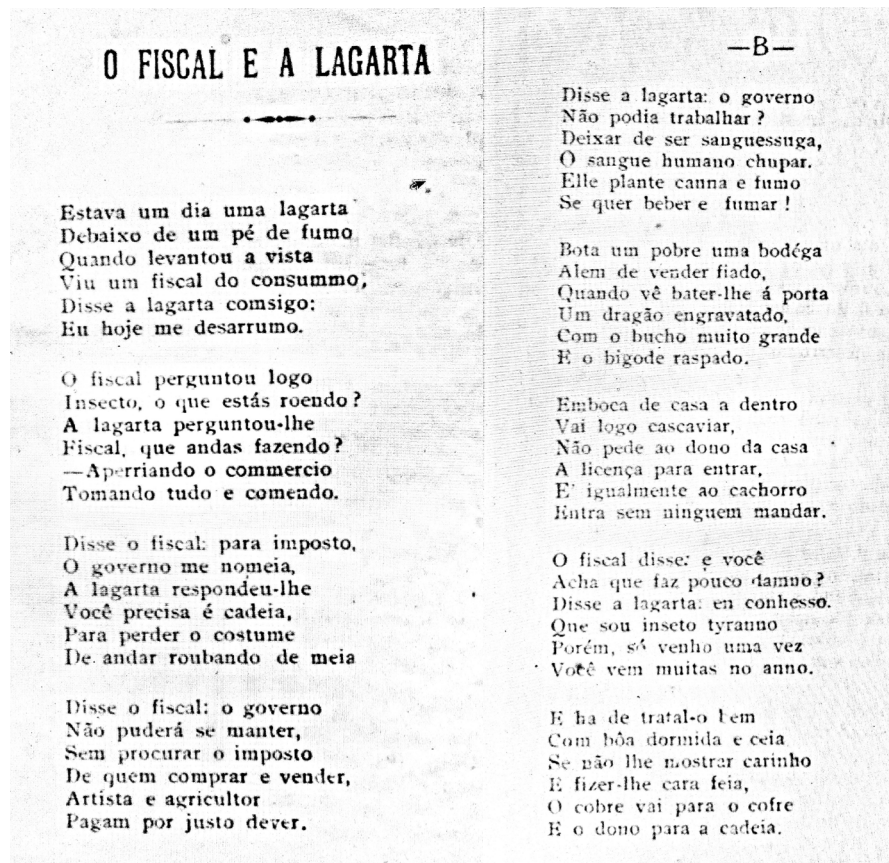 O FISCAL E A LAGARTA
Estava um dia uma lagarta
Debaixo de um pé de fumo
Quando levantou a vista
Viu um fiscal do consummo;
Disse a lagarta comsigo:
Eu hoje me desarrumo.
O fiscal perguntou logo
Insecto, o que estás roendo?
A lagarta perguntou-lhe
Fiscal, que andas fazendo?
—Aperriando o commercio
Tomando tudo e comendo.
Disse o fiscal: para imposto,
O governo me nomeia,
A lagarta respondeu-lhe
Você precisa é cadeia,
Para perder o costume
De andar roubando de meia
Disse o fiscal: o governo
Não puderá se manter,
Sem procurar o imposto
De quem comprar e vender,
Artista e agricultor
Pagam por justo dever.
—B—
Disse a lagarta: o governo
Não podia trabalhar?
Deixar de ser sanguessuga,
O sangue humano chupar.
Elle plante canna e fumo
Se quer beber e fumar!
Bota um pobre uma bodéga
Alem de vender fiado,
Quando vê bater-lhe á porta
Um dragão engravatado,
Com o bucho muito grande
E o bigode raspado.
Emboca de casa a dentro
Vai logo cascaviar,
Não pede ao dono da casa
A licença para entrar,
E' igualmente ao cachorro
Entra sem ninguem mandar.
O fiscal disse: e você
Acha que faz pouco damno?
Disse a lagarta: eu conhesso.
Que sou inseto tyranno
Porém, só venho uma vez
Você vem muitas no anno.
E ha de tratal-o bem
Com bôa dormida e ceia
Se não lhe mostrar carinho
E fizer-lhe cara feia,
O cobre vai para o cofre
E o dono para a cadeia.